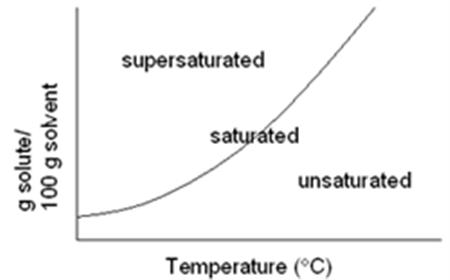 supersaturated
saturated
unsaturated
g solute/
100 g solvent
Temperature (°C)